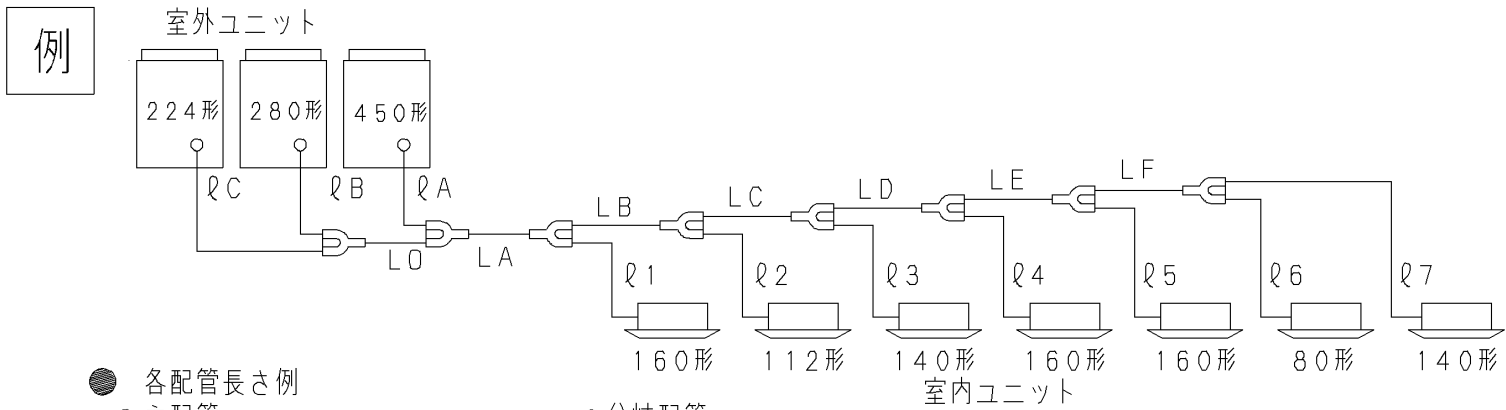 例
室外ユニット
224形 280形 450形
ℓC ℓB ℓA
LO LA LB LC LD LE LF
ℓ1 ℓ2 ℓ3 ℓ4 ℓ5 ℓ6 ℓ7
160形 112形 140形 160形 160形 80形 140形
室内ユニット
各配管長さ例